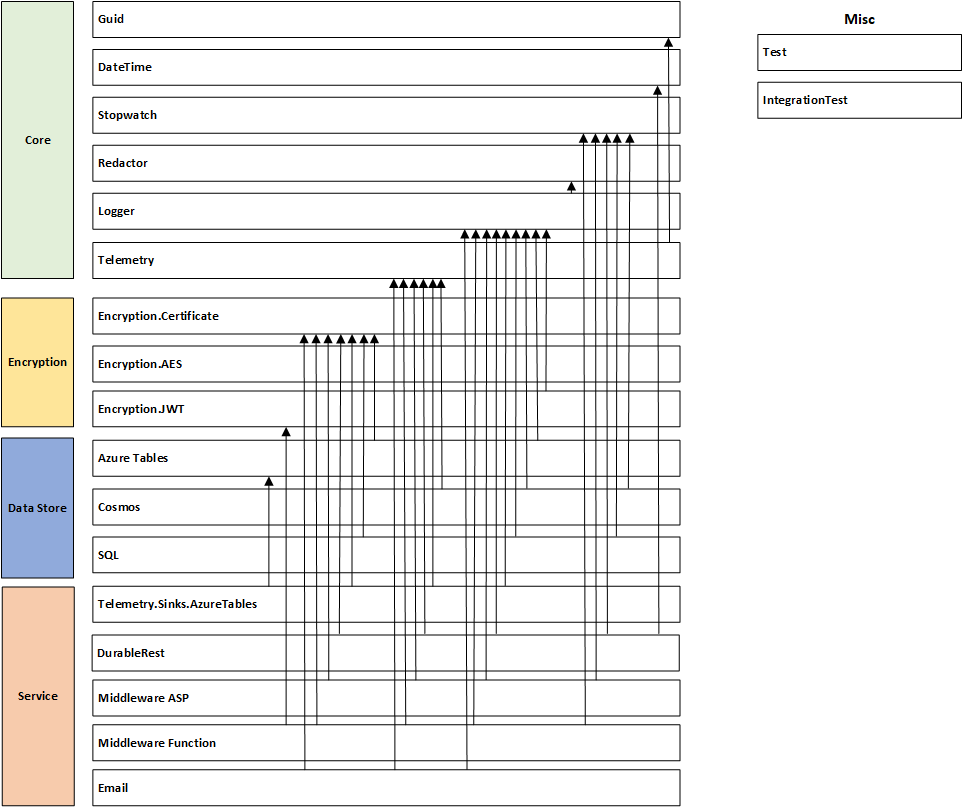 Core
Guid
DateTime
Stopwatch
Redactor
Logger
Telemetry
Encryption
Encryption.Certificate
Encryption.AES
Encryption.JWT
Data Store
Azure Tables
Cosmos
SQL
Service
Telemetry.Sinks.AzureTables
DurableRest
Middleware ASP
Middleware Function
Email
Misc
Test
IntegrationTest